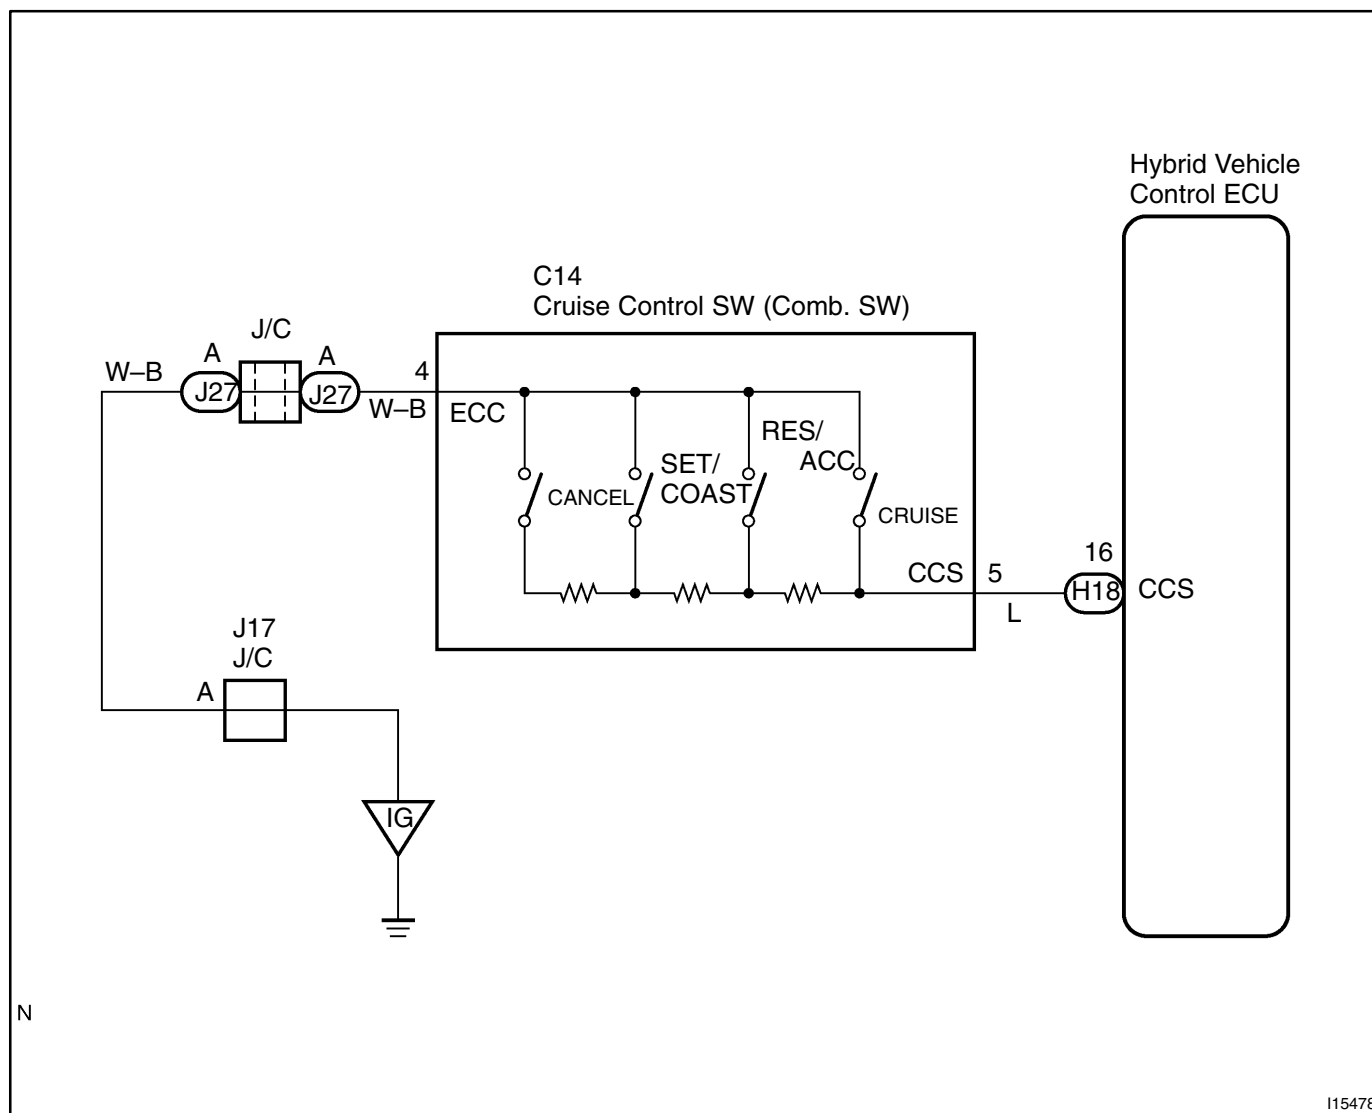 Hybrid Vehicle
Control ECU
C14
Cruise Control SW (Comb. SW)
J/C
A
A
W–B
J27
J27
4
W–B
ECC
RES/
ACC
SET/
COAST
CANCEL
CRUISE
CCS
5
L
16
H18
CCS
J17
J/C
A
IG
N
I15478